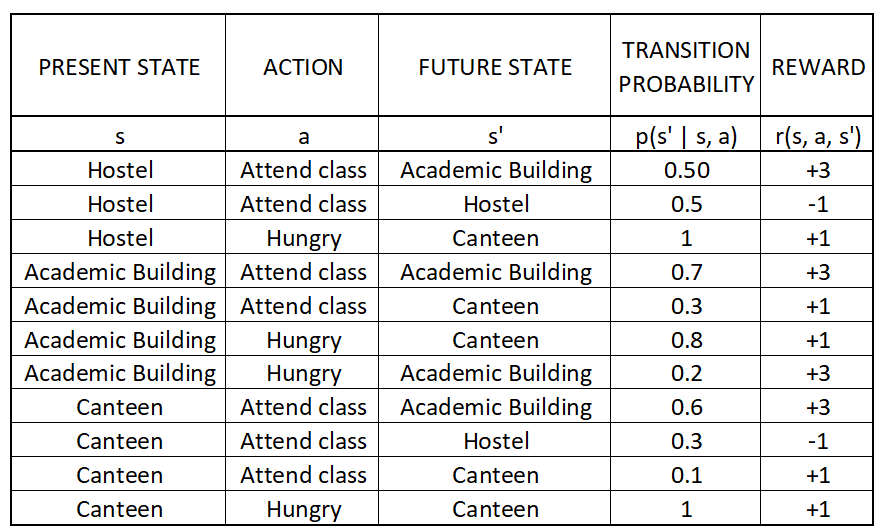 PRESENT STATE ACTION FUTURE STATE TRANSITION PROBABILITY REWARD
s a s' p(s' | s, a) r(s, a, s')
Hostel Attend class Academic Building 0.50 +3
Hostel Attend class Hostel 0.5 -1
Hostel Hungry Canteen 1 +1
Academic Building Attend class Academic Building 0.7 +3
Academic Building Attend class Canteen 0.3 +1
Academic Building Hungry Canteen 0.8 +1
Academic Building Hungry Academic Building 0.2 +3
Canteen Attend class Academic Building 0.6 +3
Canteen Attend class Hostel 0.3 -1
Canteen Attend class Canteen 0.1 +1
Canteen Hungry Canteen 1 +1